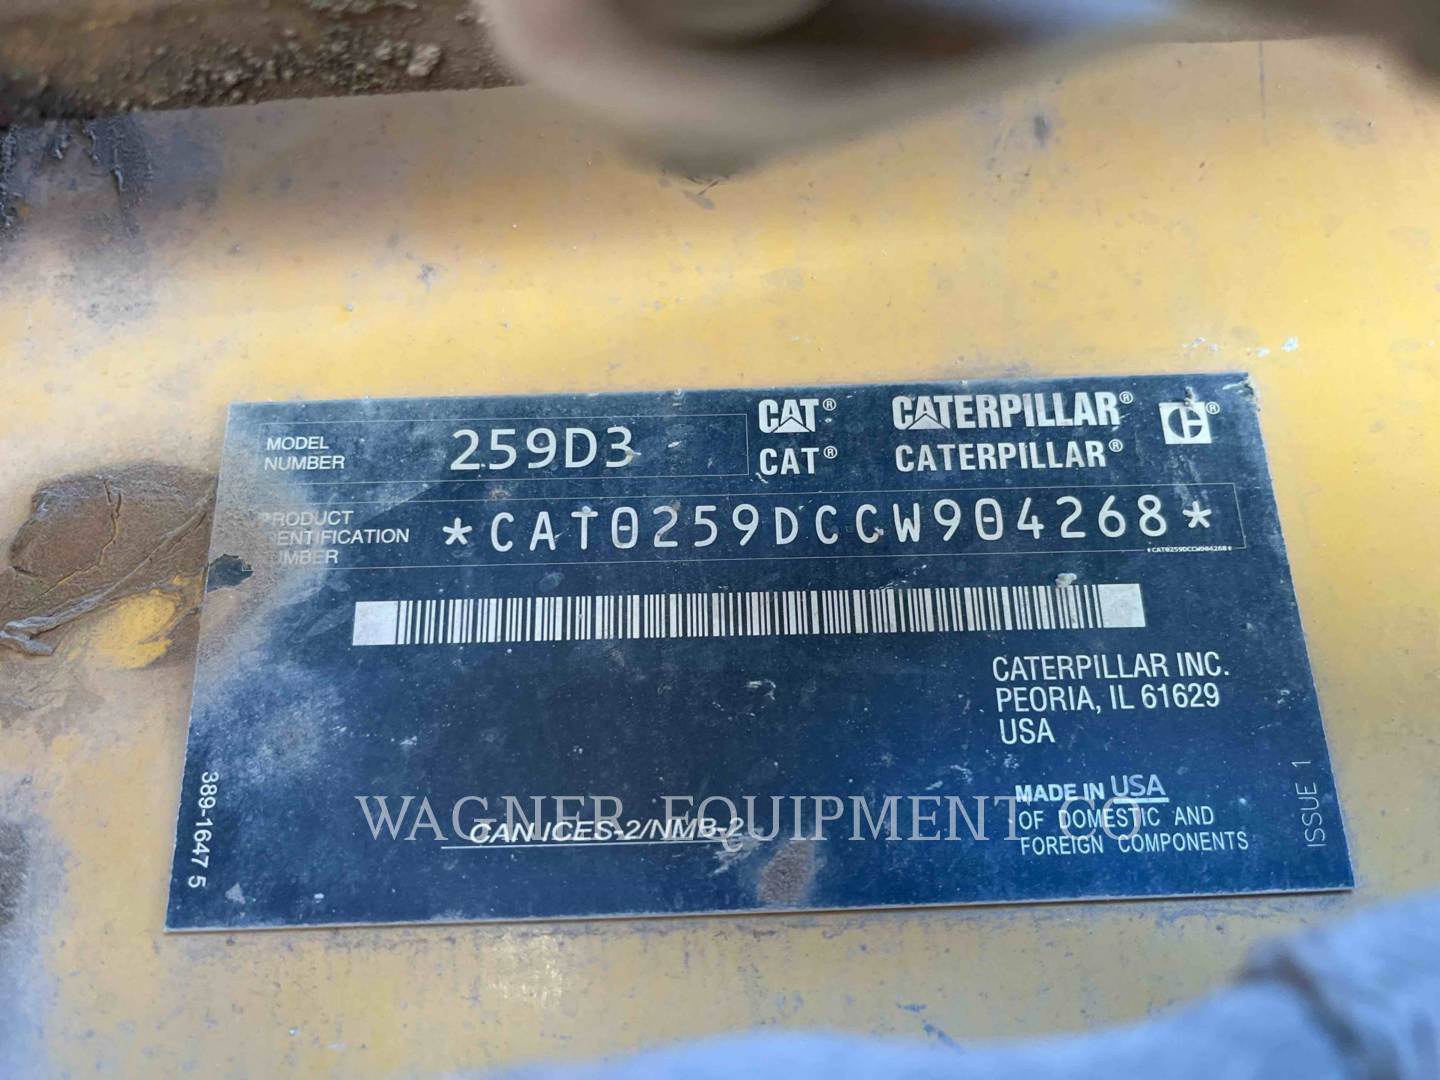 MODEL NUMBER 259D3
CAT® CATERPILLAR®
CAT® CATERPILLAR®
PRODUCT
IDENTIFICATION
NUMBER
*CAT0259DCCW904268*
*CAT0259DCCW904268*
CATERPILLAR INC.
PEORIA, IL 61629
USA
MADE IN USA
OF DOMESTIC AND
FOREIGN COMPONENTS
CAN ICES-2/NMB-2
389-1647 5
ISSUE 1
WAGNER EQUIPMENT CO.